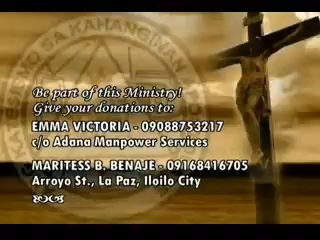 Be part of this Ministry!
Give your donations to:
EMMA VICTORIA - 09088753217
c/o Adana Manpower Services
MARITESS B. BENAJE - 09168416705
Arroyo St., La Paz, Iloilo City